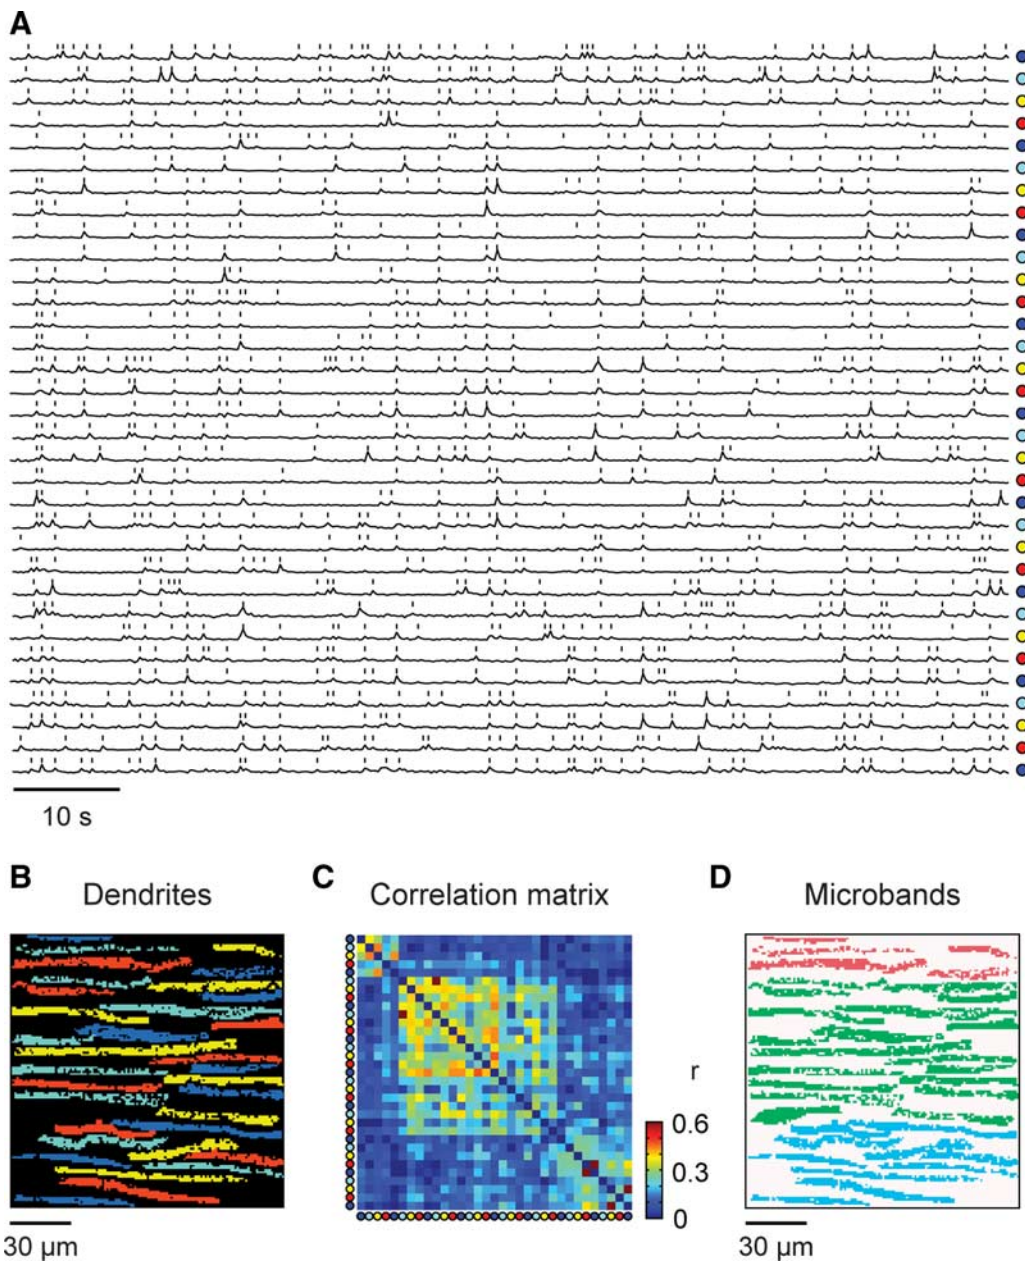 A
10 s
B
Dendrites
C
Correlation matrix
D
Microbands
r
0.6
0.3
0
30 µm
30 µm